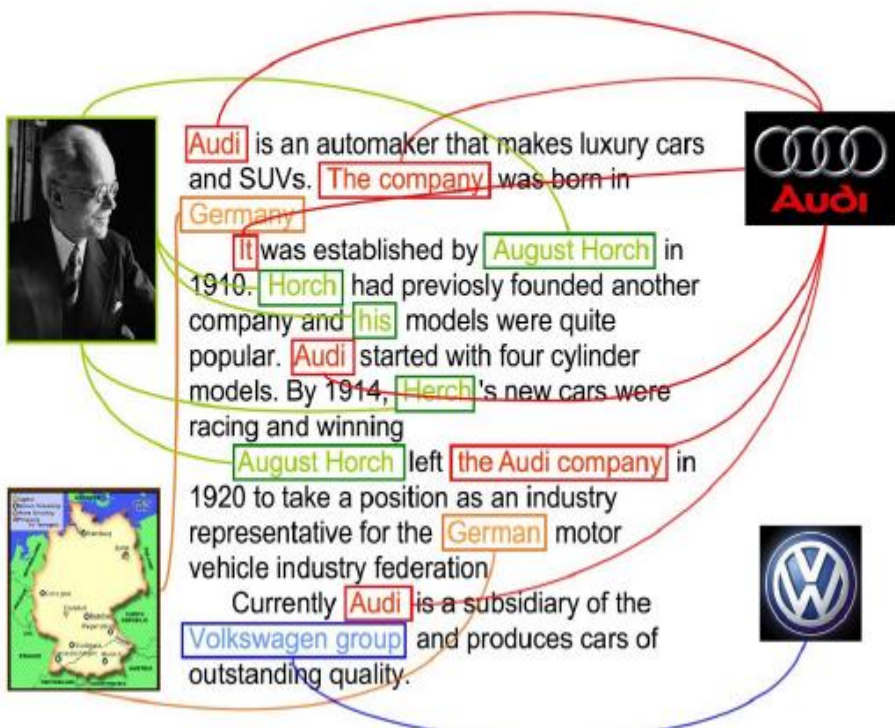 Audi is an automaker that makes luxury cars
and SUVs. The company was born in
Germany
It was established by August Horch in
1910. Horch had previosly founded another
company and his models were quite
popular. Audi started with four cylinder
models. By 1914, Herch 's new cars were
racing and winning
August Horch left the Audi company in
1920 to take a position as an industry
representative for the German motor
vehicle industry federation
Currently Audi is a subsidiary of the
Volkswagen group and produces cars of
outstanding quality.
Audi